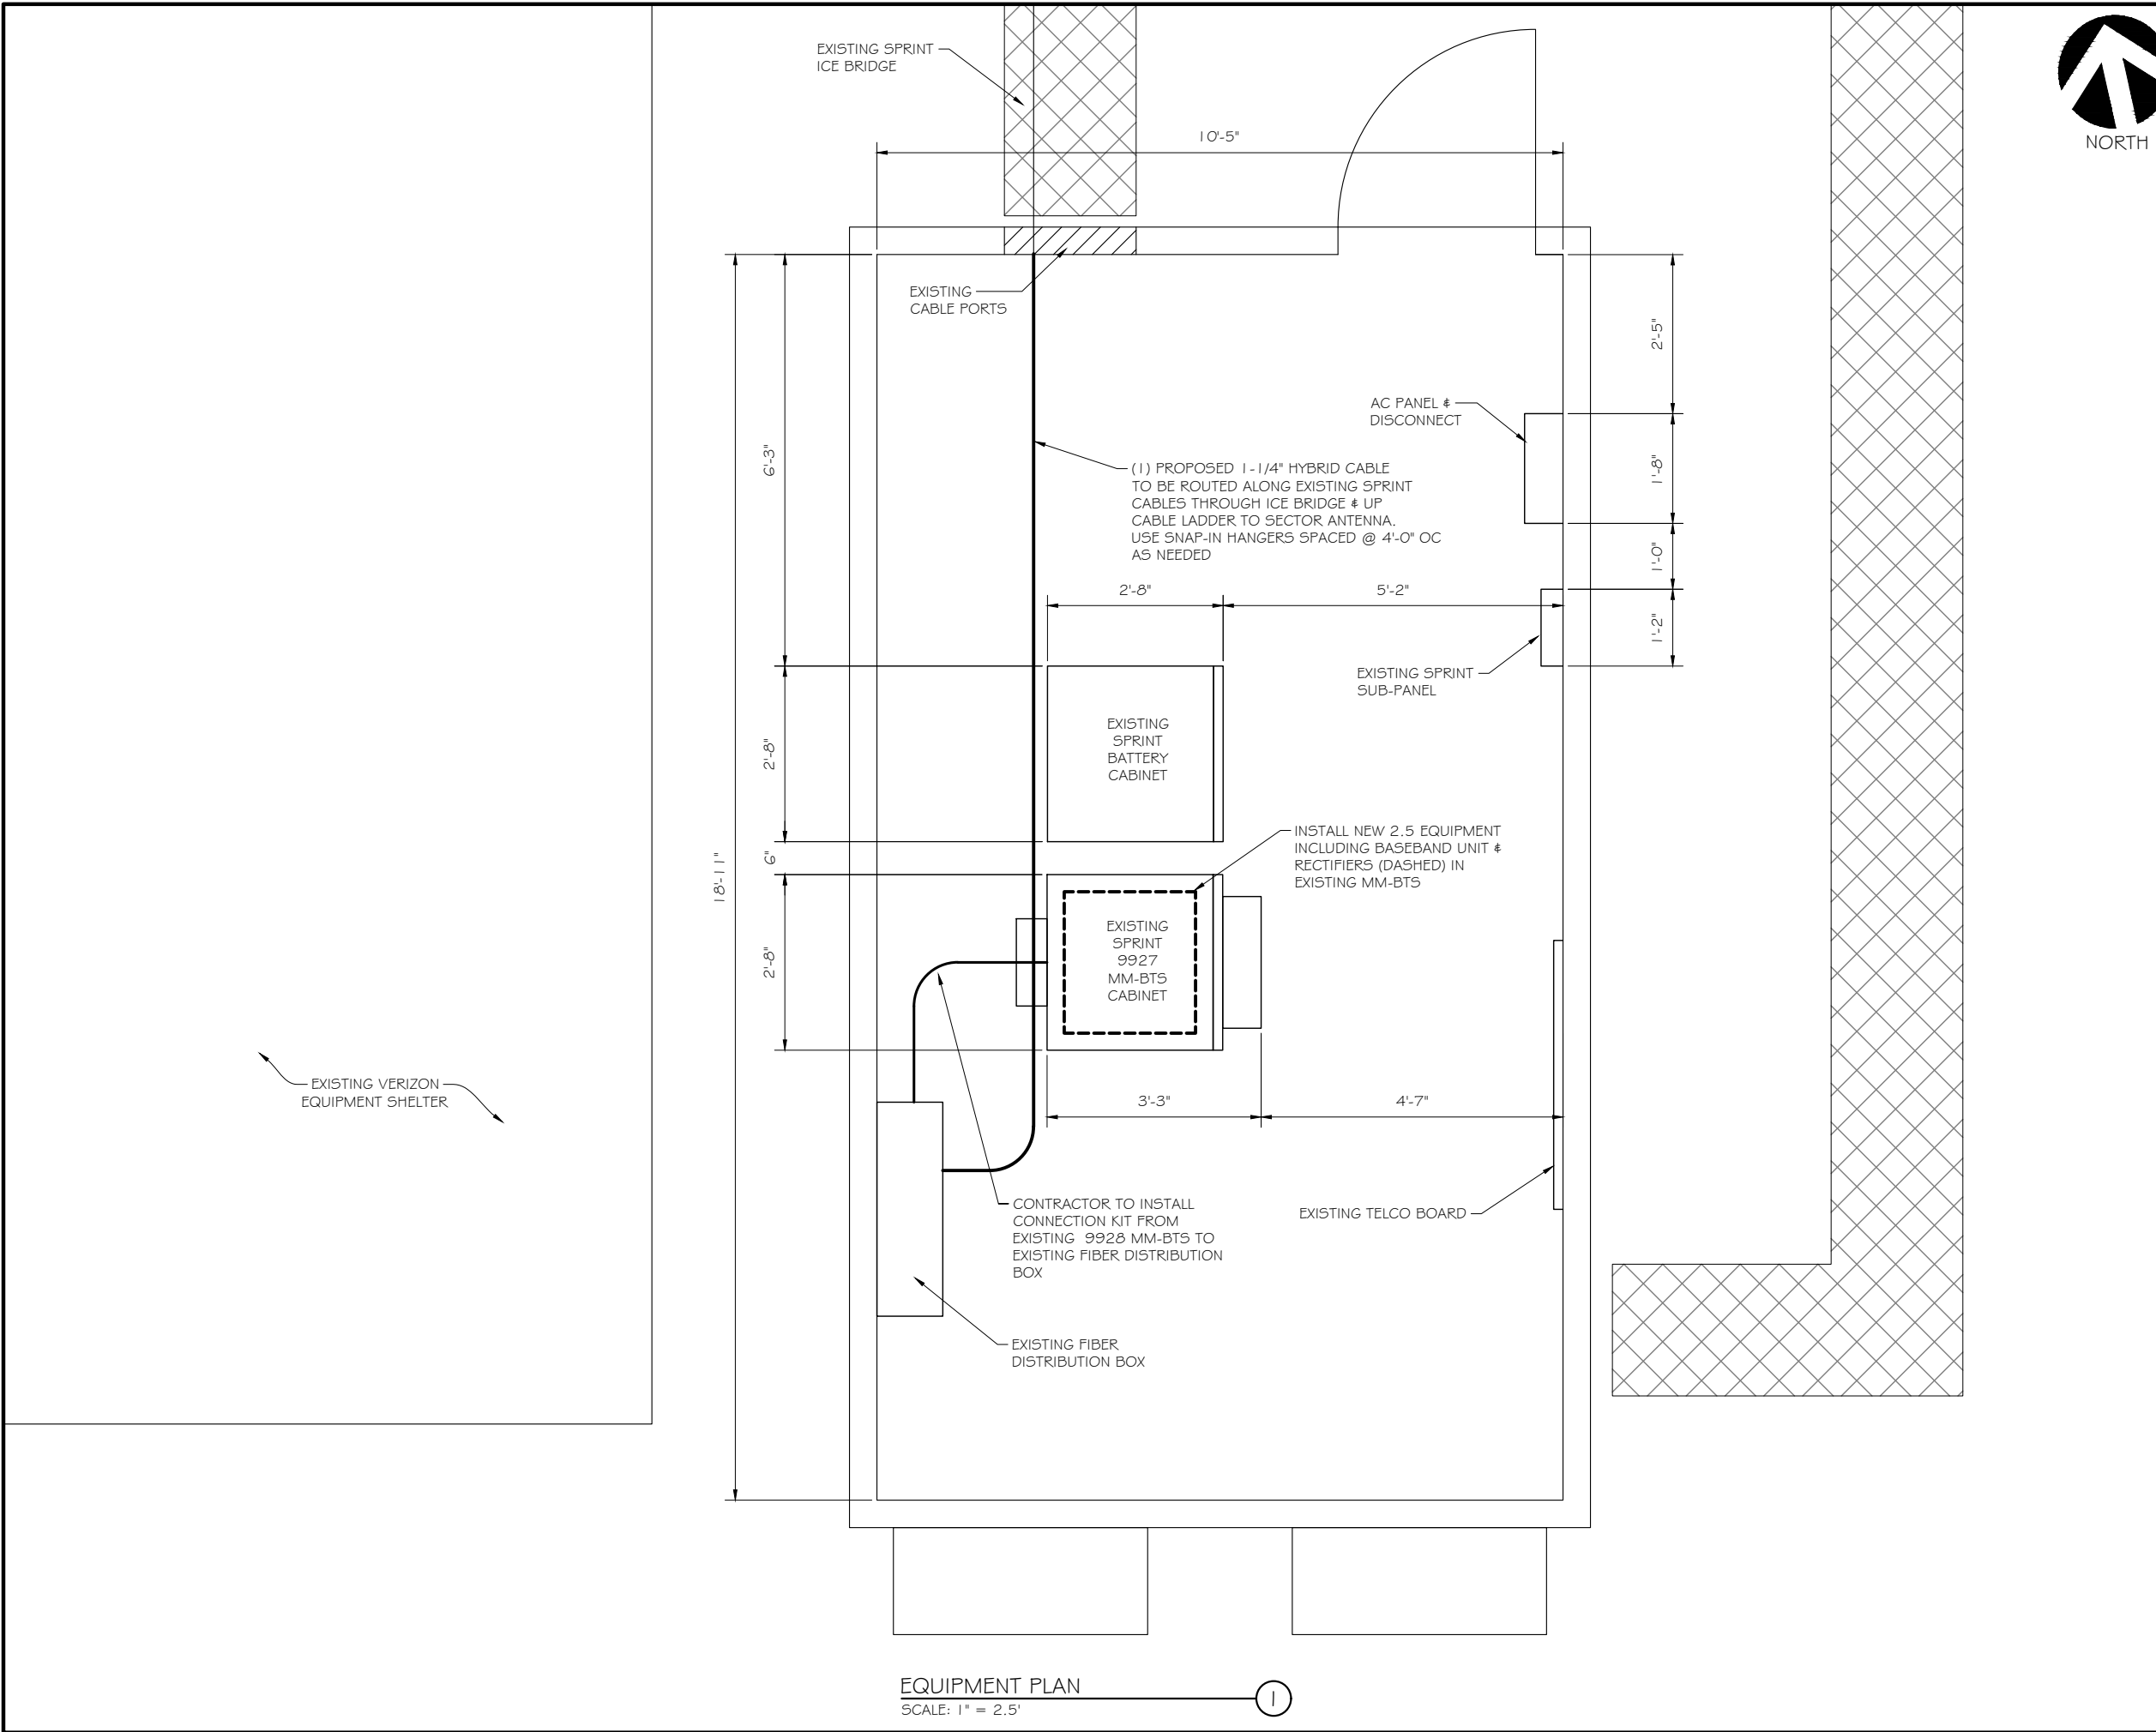 EXISTING SPRINT
ICE BRIDGE
NORTH
10'-5"
EXISTING
CABLE PORTS
2'-5"
AC PANEL &
DISCONNECT
6'-3"
1'-8"
(1) PROPOSED 1-1/4" HYBRID CABLE
TO BE ROUTED ALONG EXISTING SPRINT
CABLES THROUGH ICE BRIDGE & UP
CABLE LADDER TO SECTOR ANTENNA.
USE SNAP-IN HANGERS SPACED @ 4'-0" OC
AS NEEDED
1'-0"
2'-8"
5'-2"
1'-2"
EXISTING SPRINT
SUB-PANEL
EXISTING
SPRINT
BATTERY
CABINET
2'-8"
INSTALL NEW 2.5 EQUIPMENT
INCLUDING BASEBAND UNIT &
RECTIFIERS (DASHED) IN
EXISTING MM-BTS
6"
18'-11"
EXISTING
SPRINT
9927
MM-BTS
CABINET
2'-8"
EXISTING VERIZON
EQUIPMENT SHELTER
3'-3"
4'-7"
CONTRACTOR TO INSTALL
CONNECTION KIT FROM
EXISTING 9928 MM-BTS TO
EXISTING FIBER DISTRIBUTION
BOX
EXISTING TELCO BOARD
EXISTING FIBER
DISTRIBUTION BOX
EQUIPMENT PLAN
SCALE: 1" = 2.5'
1